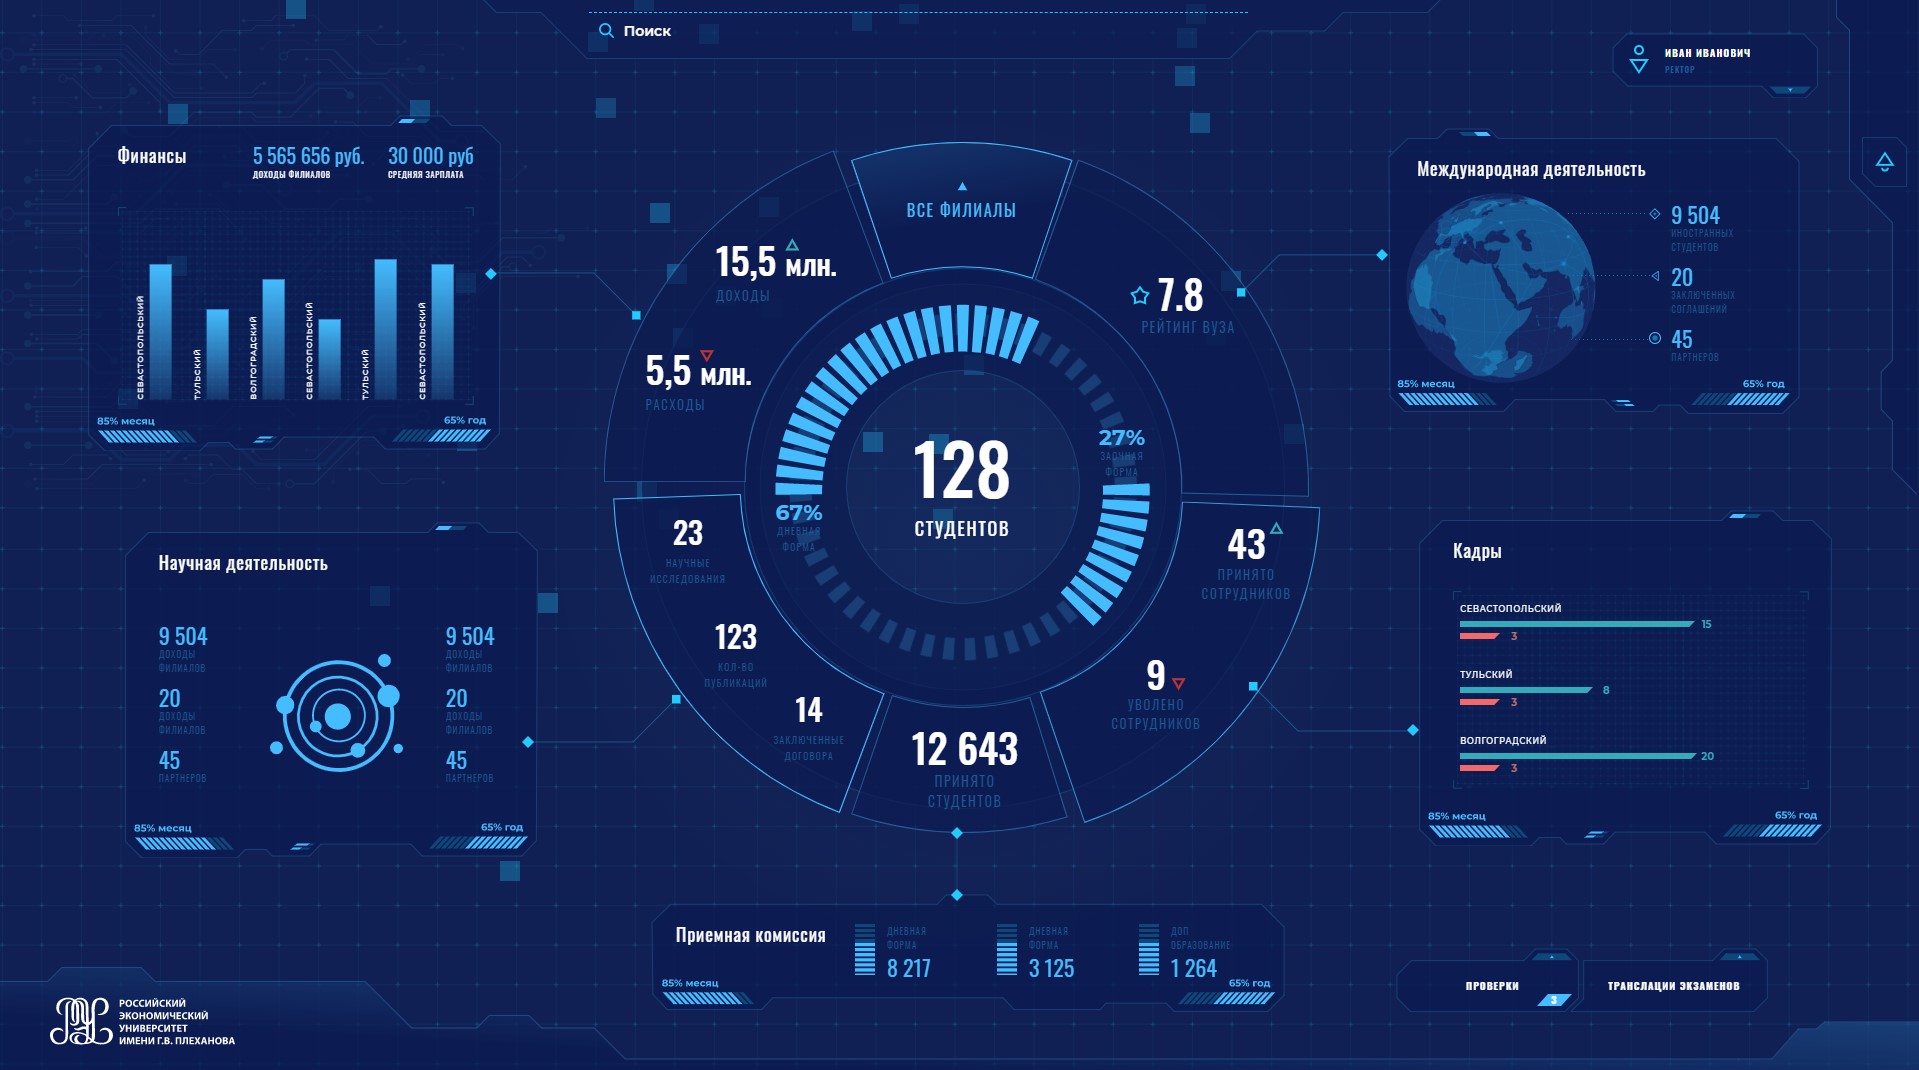 Поиск
ИВАН ИВАНОВИЧ
РЕКТОР
Финансы
5 565 656 руб.
ДОХОДЫ ФИЛИАЛОВ
30 000 руб
СРЕДНЯЯ ЗАРПЛАТА
СЕВАСТОПОЛЬСЬКИЙ
ТУЛЬСКИЙ
ВОЛГОГРАДСКИЙ
СЕВАСТОПОЛЬСКИЙ
ТУЛЬСКИЙ
СЕВАСТОПОЛЬСКИЙ
85% месяц
65% год
ВСЕ ФИЛИАЛЫ
15,5 млн.
ДОХОДЫ
5,5 млн.
РАСХОДЫ
7.8
РЕЙТИНГ ВУЗА
128
СТУДЕНТОВ
27%
ЗАОЧНАЯ
ФОРМА
67%
ДНЕВНАЯ
ФОРМА
23
НАУЧНЫЕ
ИССЛЕДОВАНИЯ
123
КОЛ-ВО
ПУБЛИКАЦИЙ
14
ЗАКЛЮЧЕННЫЕ
ДОГОВОРА
12 643
ПРИНЯТО
СТУДЕНТОВ
43
ПРИНЯТО
СОТРУДНИКОВ
9
УВОЛЕНО
СОТРУДНИКОВ
Международная деятельность
9 504
ИНОСТРАННЫХ
СТУДЕНТОВ
20
ЗАКЛЮЧЕННЫХ
СОГЛАШЕНИЙ
45
ПАРТНЕРОВ
85% месяц
65% год
Научная деятельность
9 504
ДОХОДЫ
ФИЛИАЛОВ
20
ДОХОДЫ
ФИЛИАЛОВ
45
ПАРТНЕРОВ
9 504
ДОХОДЫ
ФИЛИАЛОВ
20
ДОХОДЫ
ФИЛИАЛОВ
45
ПАРТНЕРОВ
85% месяц
65% год
Кадры
СЕВАСТОПОЛЬСКИЙ
15
3
ТУЛЬСКИЙ
8
3
ВОЛГОГРАДСКИЙ
20
3
85% месяц
65% год
Приемная комиссия
ДНЕВНАЯ
ФОРМА
8 217
ДНЕВНАЯ
ФОРМА
3 125
ДОП
ОБРАЗОВАНИЕ
1 264
85% месяц
65% год
ПРОВЕРКИ
3
ТРАНСЛАЦИИ ЭКЗАМЕНОВ
РОССИЙСКИЙ
ЭКОНОМИЧЕСКИЙ
УНИВЕРСИТЕТ
ИМЕНИ Г.В. ПЛЕХАНОВА